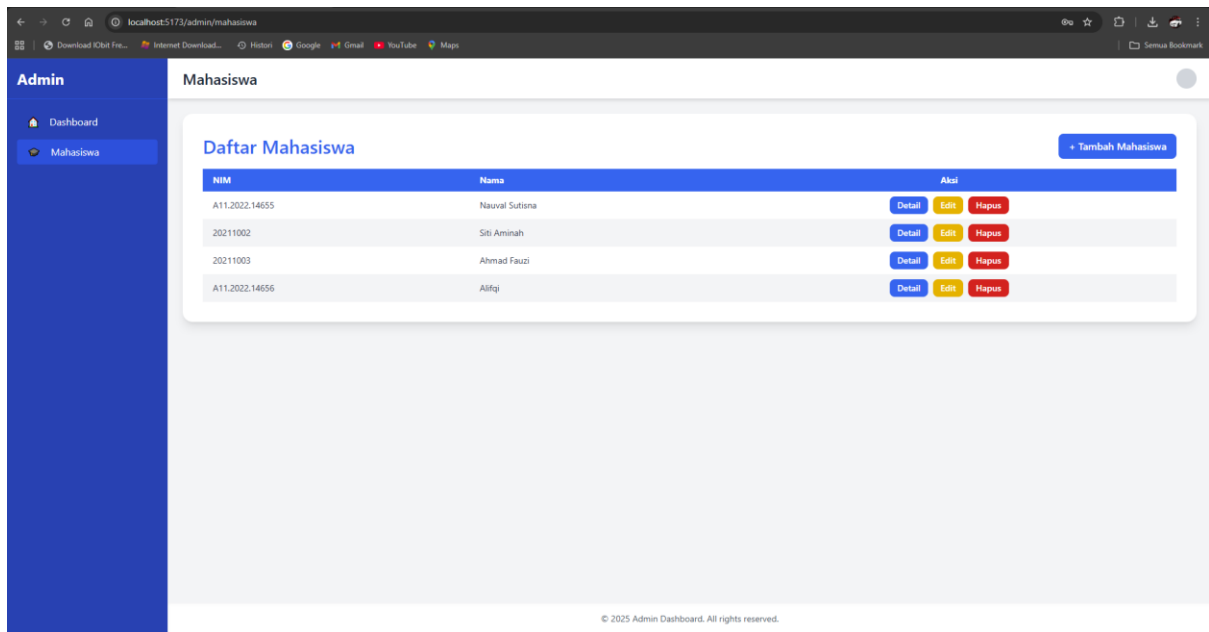 localhost:5173/admin/mahasiswa
Download IObit Fre... Internet Download... Histori Google Gmail YouTube Maps Semua Bookmark
Admin
Mahasiswa
Dashboard
Mahasiswa
Daftar Mahasiswa
+ Tambah Mahasiswa
NIM Nama Aksi
A11.2022.14655 Nauval Sutisna Detail Edit Hapus
20211002 Siti Aminah Detail Edit Hapus
20211003 Ahmad Fauzi Detail Edit Hapus
A11.2022.14656 Alifqi Detail Edit Hapus
© 2025 Admin Dashboard. All rights reserved.